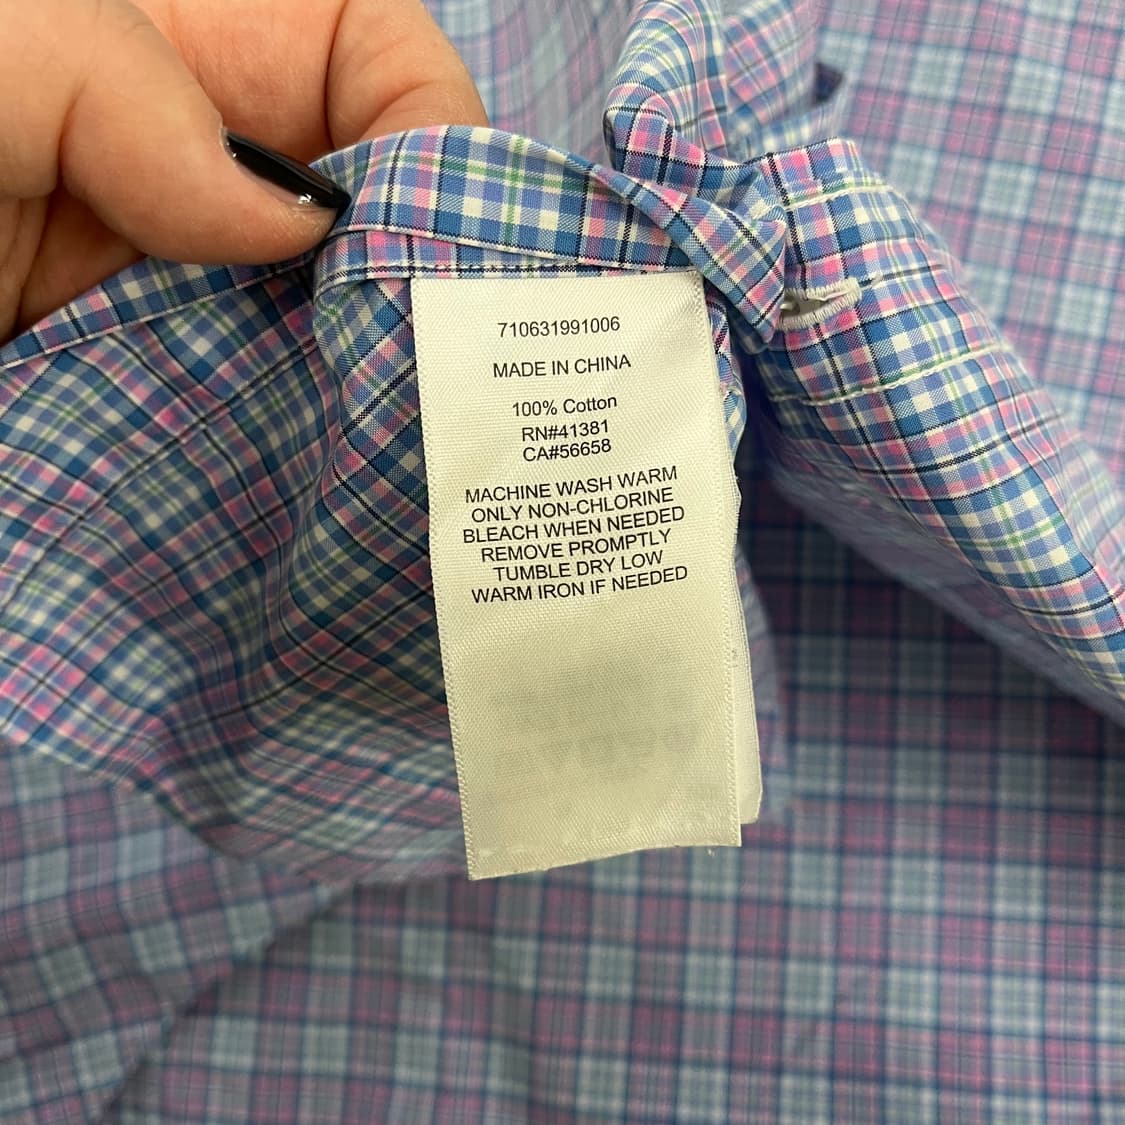 710631991006
MADE IN CHINA
100% Cotton
RN#41381
CA#56658
MACHINE WASH WARM
ONLY NON-CHLORINE
BLEACH WHEN NEEDED
REMOVE PROMPTLY
TUMBLE DRY LOW
WARM IRON IF NEEDED